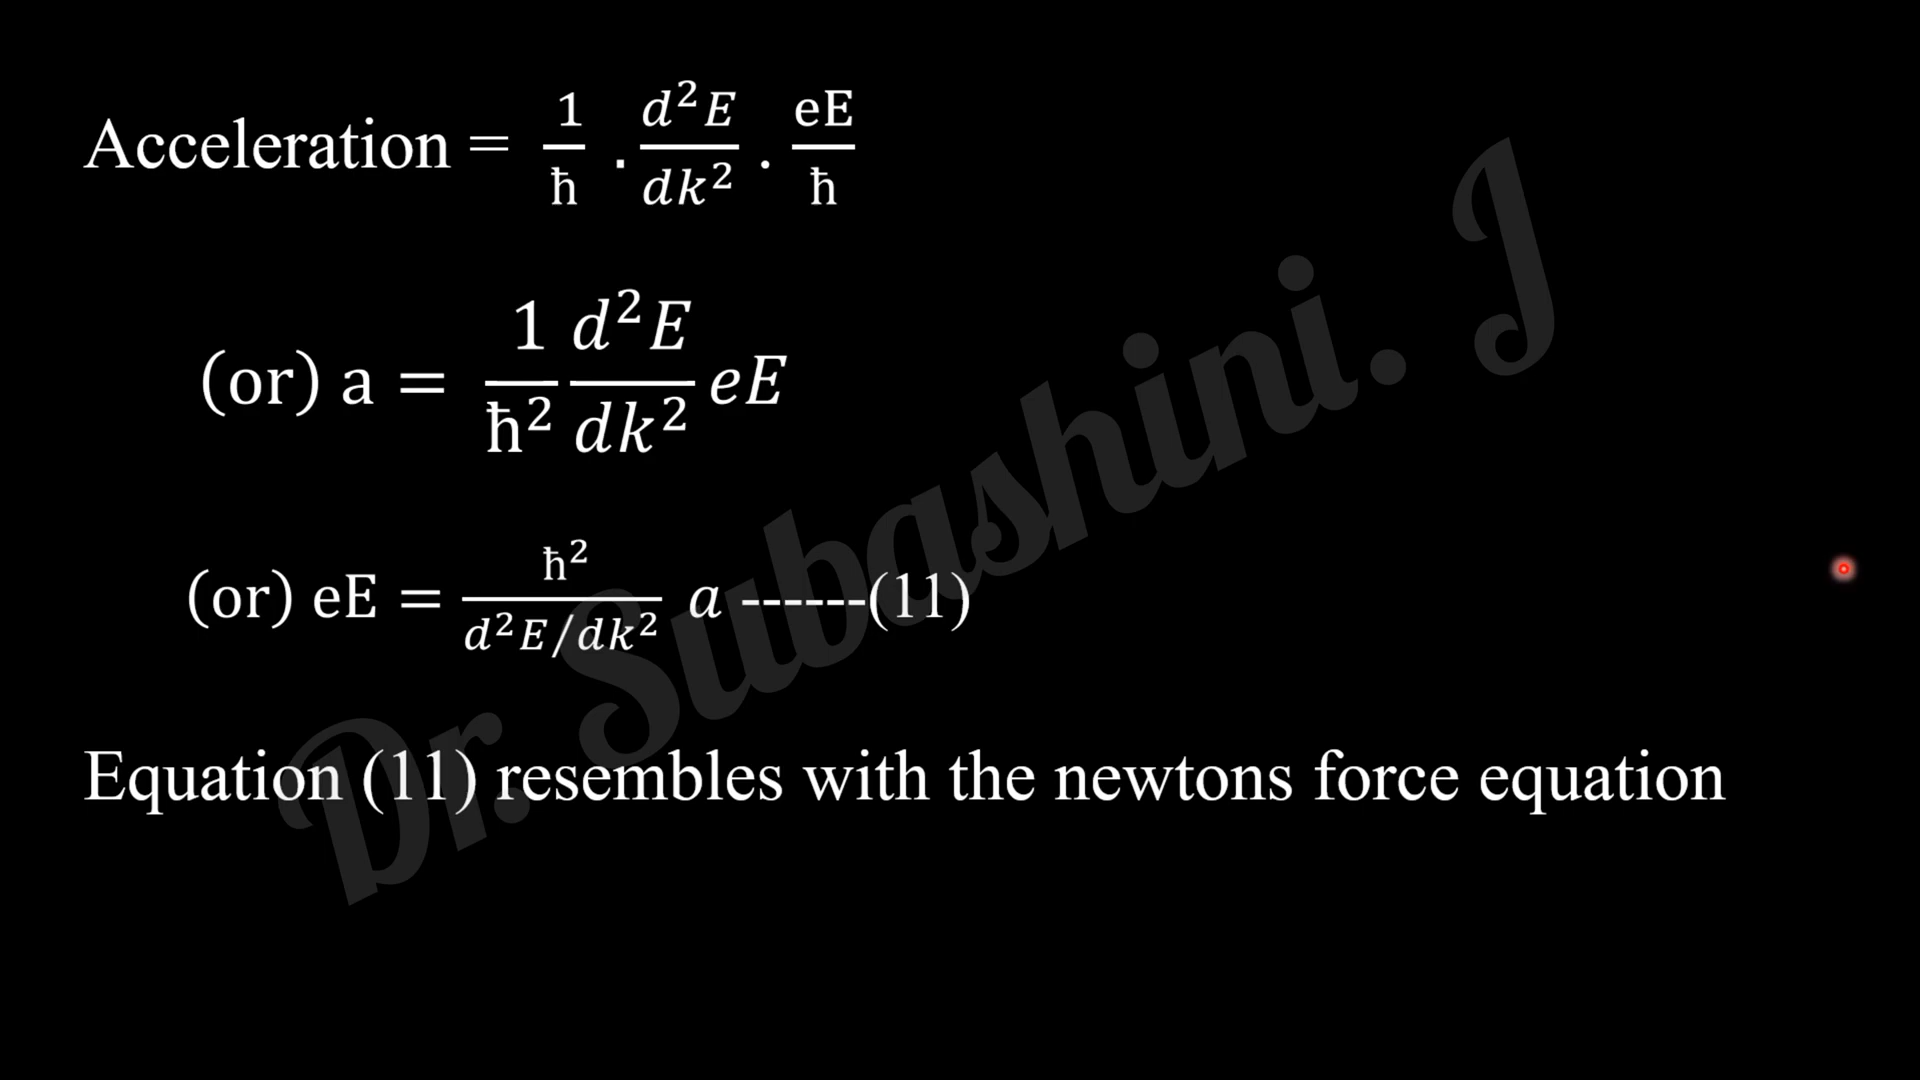 Acceleration = 1/ħ . d²E/dk² . eE/ħ
(or) a = 1/ħ² d²E/dk² eE
(or) eE = ħ²/(d²E/dk²) a ------(11)
Equation (11) resembles with the newtons force equation
Dr. Subashini. J